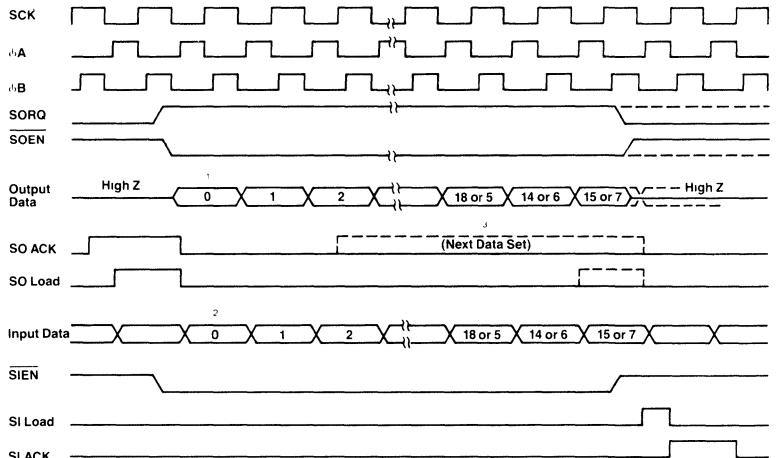 SCK
ϕA
ϕB
SORQ
SOEN
Output Data
High Z
1
0
1
2
18 or 5
14 or 6
15 or 7
High Z
SO ACK
3
(Next Data Set)
SO Load
2
Input Data
0
1
2
18 or 5
14 or 6
15 or 7
SIEN
SI Load
SI ACK